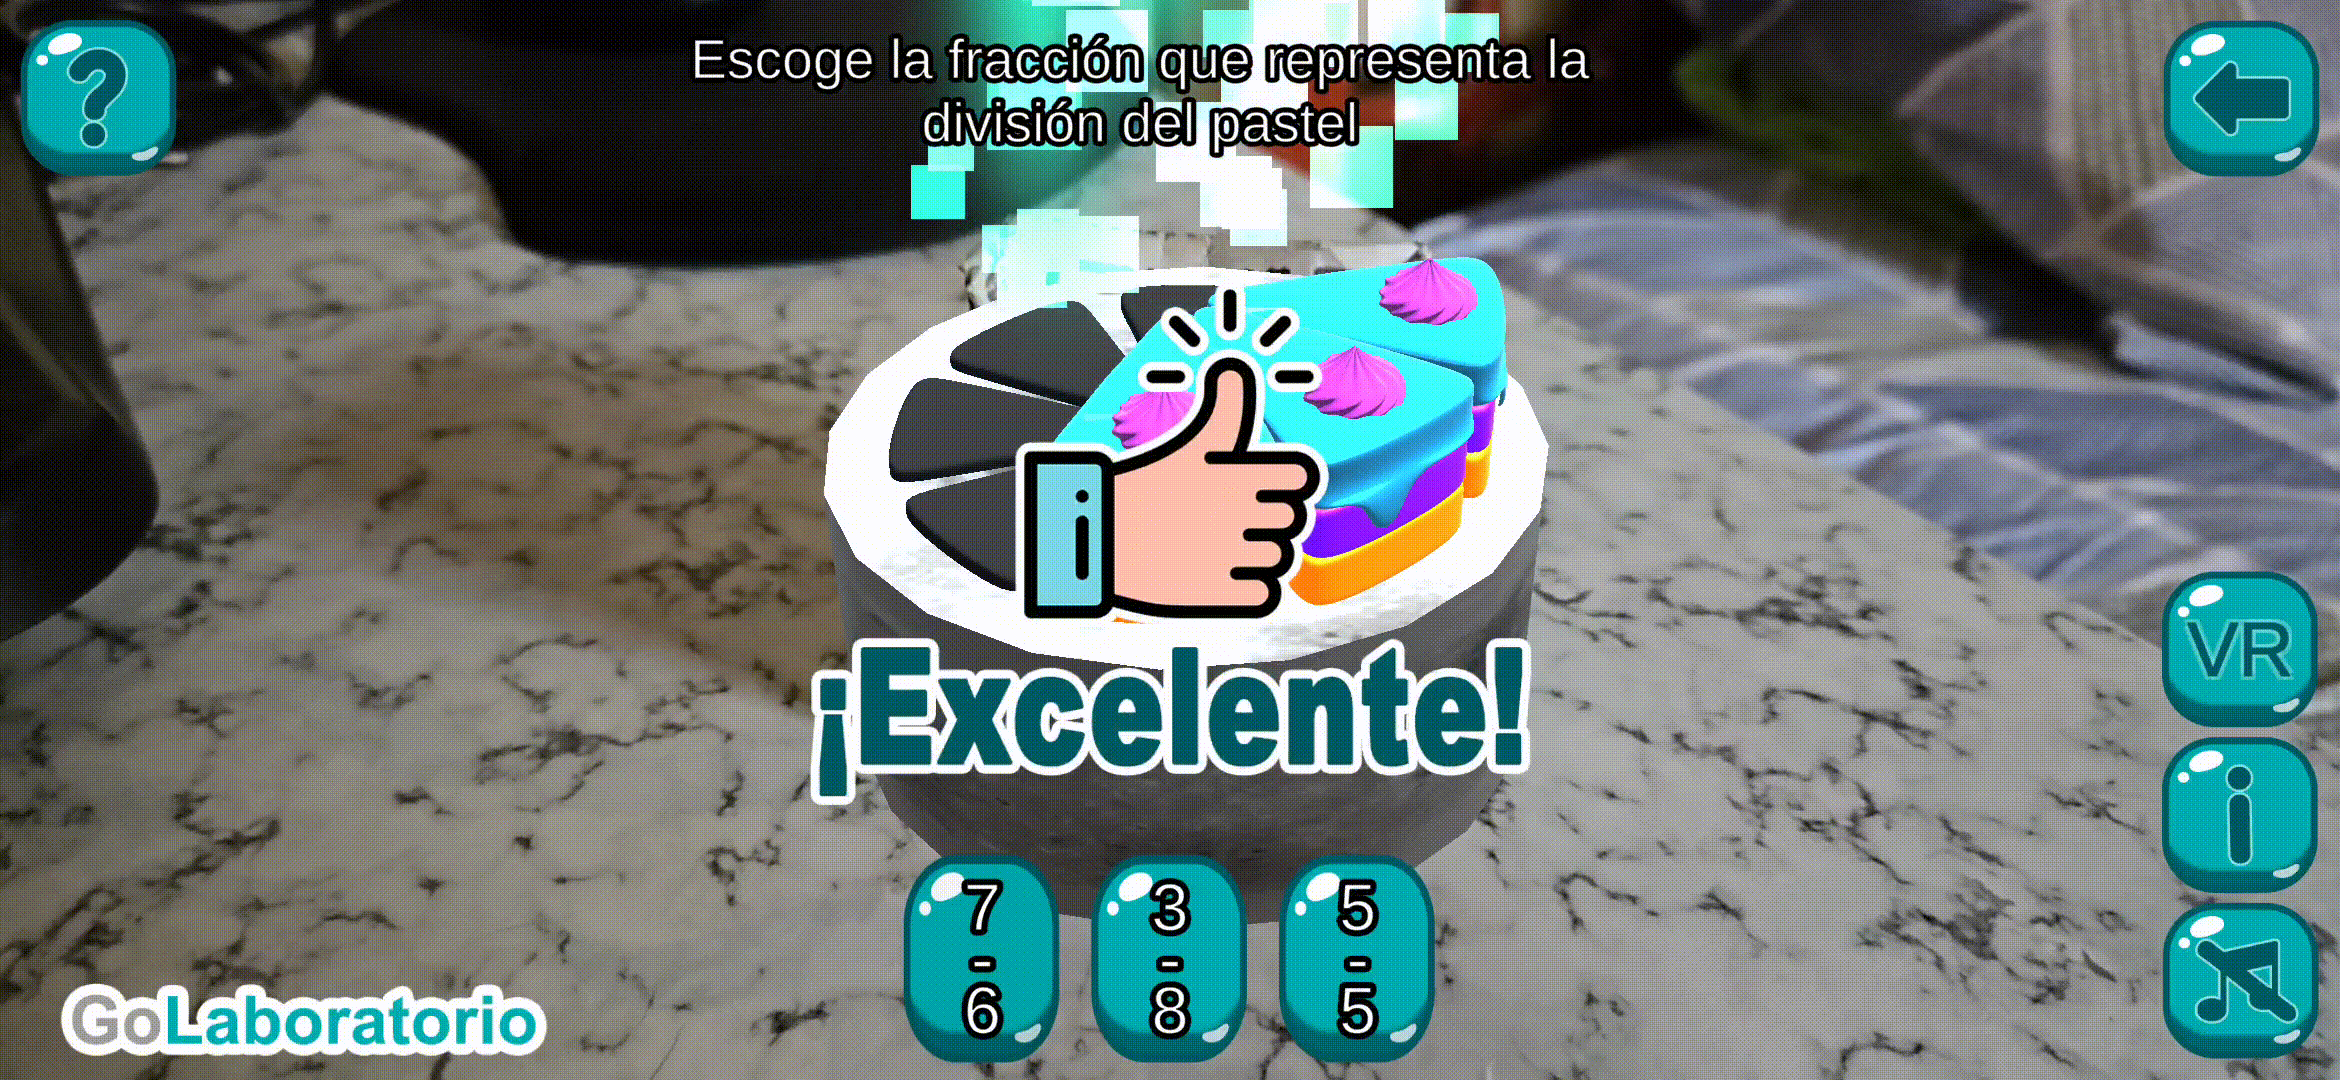 Escoge la fracción que representa la
división del pastel
¡Excelente!
7
-
6
3
-
8
5
-
5
VR
i
GoLaboratorio